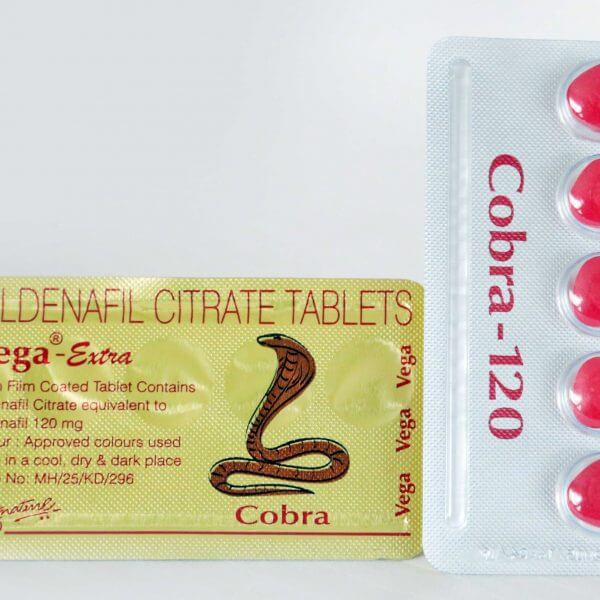 ILDENAFIL CITRATE TABLETS
ega®-Extra
Film Coated Tablet Contains
nafil Citrate equivalent to
nafil 120 mg
ur : Approved colours used
in a cool, dry & dark place
No: MH/25/KD/296
Cobra
Vega Vega Vega
Cobra-120